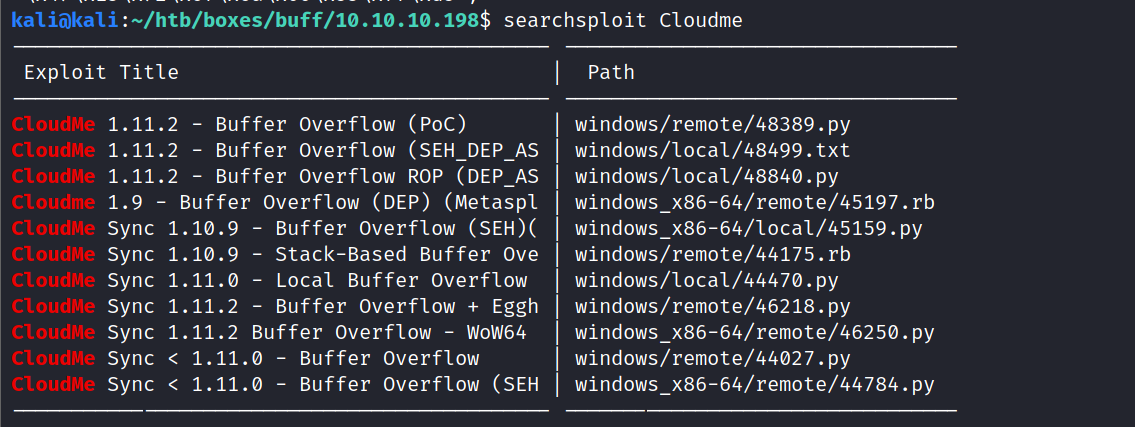 kali@kali:~/htb/boxes/buff/10.10.10.198$ searchsploit Cloudme
Exploit Title | Path
CloudMe 1.11.2 - Buffer Overflow (PoC) | windows/remote/48389.py
CloudMe 1.11.2 - Buffer Overflow (SEH_DEP_AS | windows/local/48499.txt
CloudMe 1.11.2 - Buffer Overflow ROP (DEP_AS | windows/local/48840.py
Cloudme 1.9 - Buffer Overflow (DEP) (Metaspl | windows_x86-64/remote/45197.rb
CloudMe Sync 1.10.9 - Buffer Overflow (SEH)( | windows_x86-64/local/45159.py
CloudMe Sync 1.10.9 - Stack-Based Buffer Ove | windows/remote/44175.rb
CloudMe Sync 1.11.0 - Local Buffer Overflow | windows/local/44470.py
CloudMe Sync 1.11.2 - Buffer Overflow + Eggh | windows/remote/46218.py
CloudMe Sync 1.11.2 Buffer Overflow - WoW64 | windows_x86-64/remote/46250.py
CloudMe Sync < 1.11.0 - Buffer Overflow | windows/remote/44027.py
CloudMe Sync < 1.11.0 - Buffer Overflow (SEH | windows_x86-64/remote/44784.py